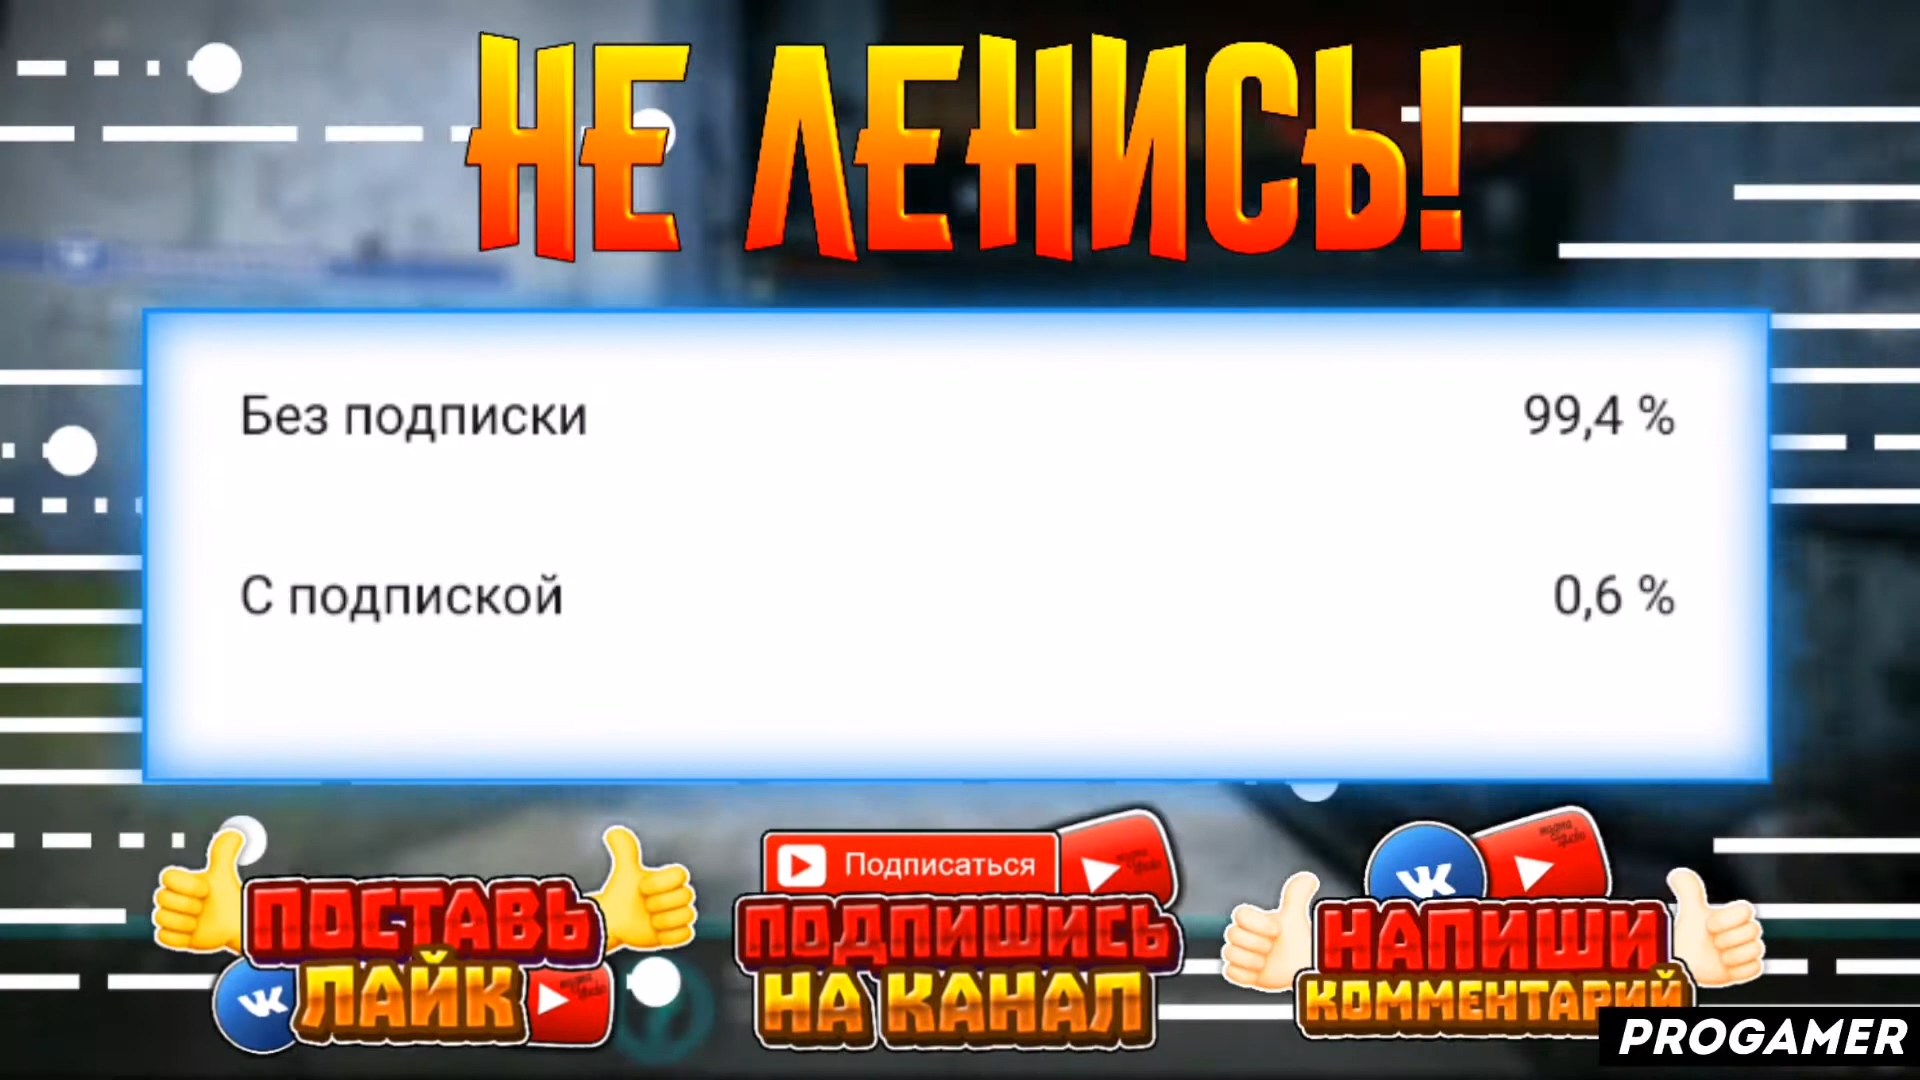 НЕ ЛЕНИСЬ!
Без подписки 99,4 %
С подпиской 0,6 %
Подписаться
ПОСТАВЬ
ЛАЙК
ПОДПИШИСЬ
НА КАНАЛ
НАПИШИ
КОММЕНТАРИЙ
PROGAMER